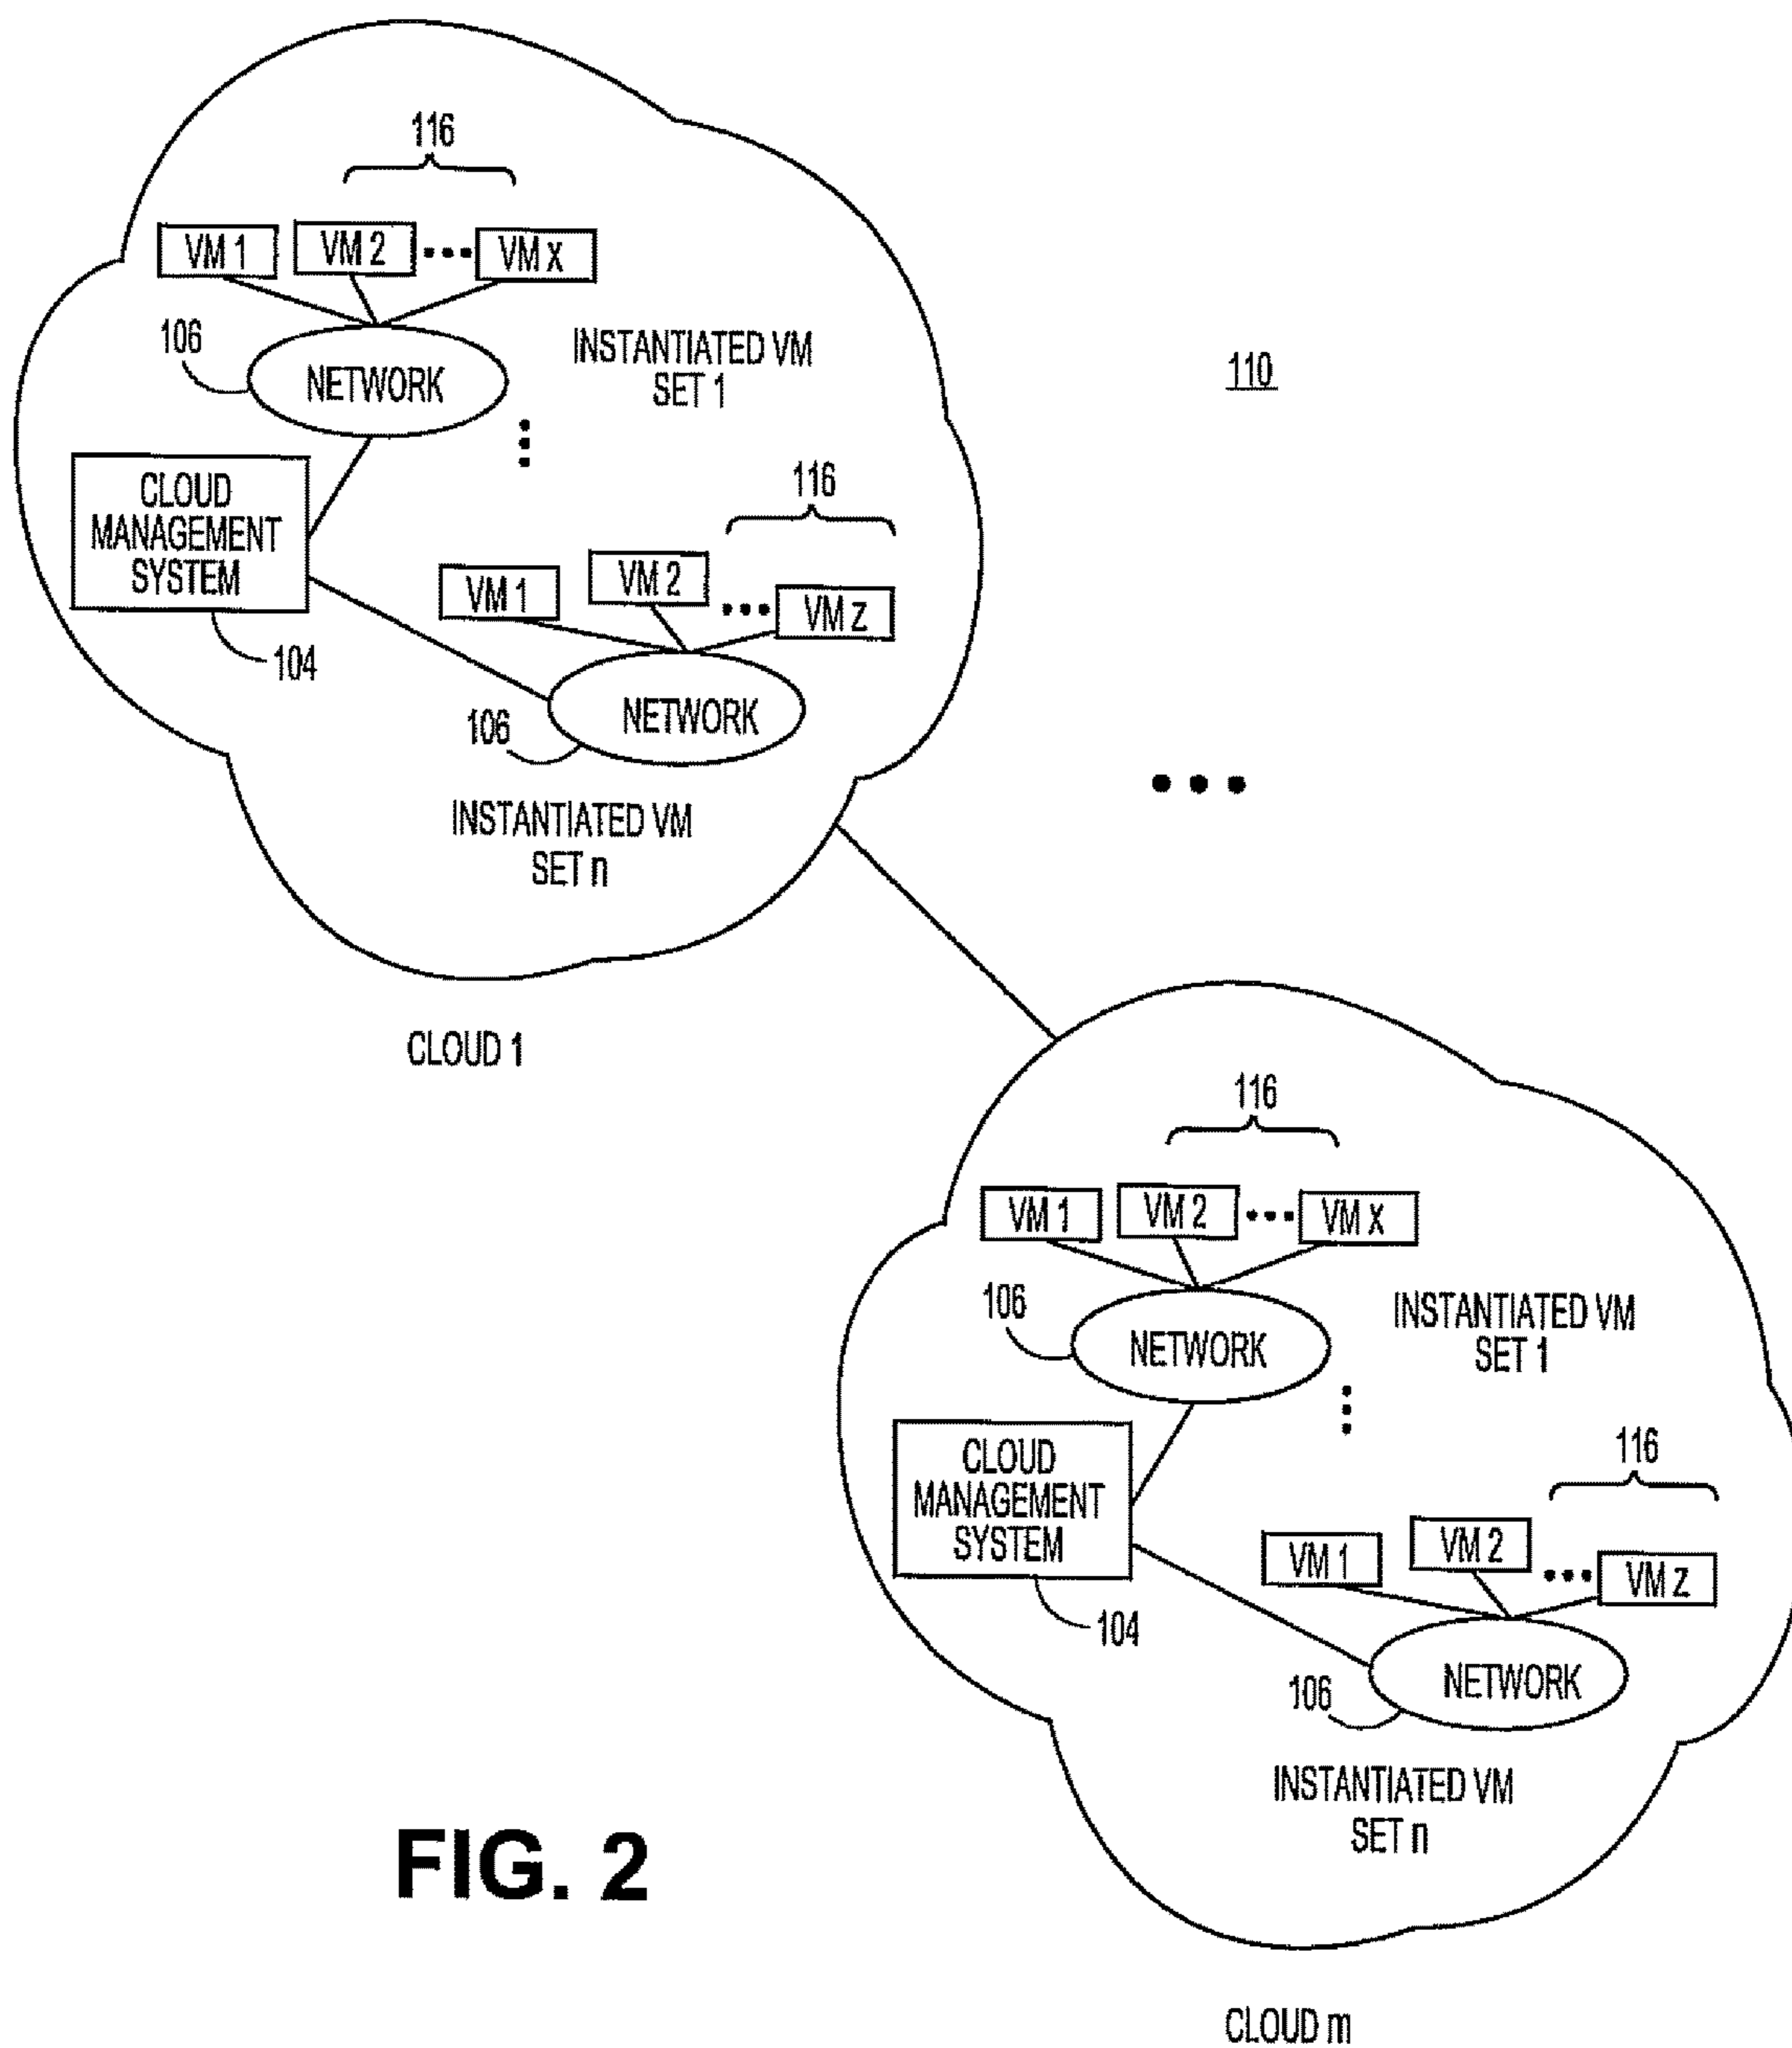 116
VM 1
VM 2
VM X
106
NETWORK
INSTANTIATED VM
SET 1
110
CLOUD
MANAGEMENT
SYSTEM
104
116
VM 1
VM 2
VM Z
106
NETWORK
INSTANTIATED VM
SET n
CLOUD 1
116
VM 1
VM 2
VM X
106
NETWORK
INSTANTIATED VM
SET 1
CLOUD
MANAGEMENT
SYSTEM
104
116
VM 1
VM 2
VM Z
106
NETWORK
INSTANTIATED VM
SET n
FIG. 2
CLOUD m